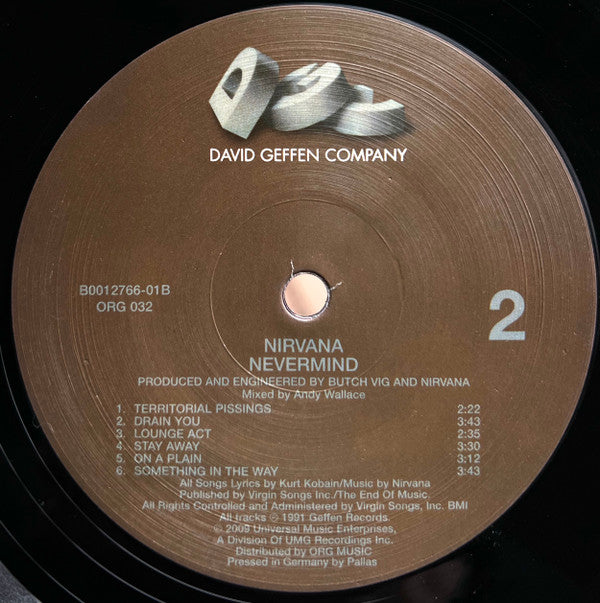 DGC
DAVID GEFFEN COMPANY
B0012766-01B
ORG 032
2
NIRVANA
NEVERMIND
PRODUCED AND ENGINEERED BY BUTCH VIG AND NIRVANA
Mixed by Andy Wallace
1. TERRITORIAL PISSINGS 2:22
2. DRAIN YOU 3:43
3. LOUNGE ACT 2:35
4. STAY AWAY 3:30
5. ON A PLAIN 3:12
6. SOMETHING IN THE WAY 3:43
All Songs Lyrics by Kurt Kobain/Music by Nirvana
Published by Virgin Songs Inc./The End Of Music.
All Rights Controlled and Administered by Virgin Songs, Inc. BMI
All tracks ℗ 1991 Geffen Records.
© 2009 Universal Music Enterprises,
A Division Of UMG Recordings Inc.
Distributed by ORG MUSIC
Pressed in Germany by Pallas